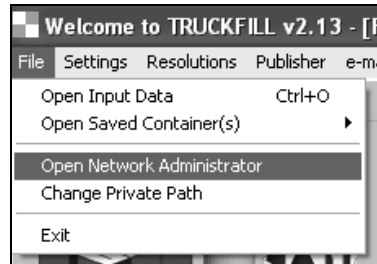 Welcome to TRUCKFILL v2.13 - [
File Settings Resolutions Publisher e-m
Open Input Data Ctrl+O
Open Saved Container(s)
Open Network Administrator
Change Private Path
Exit